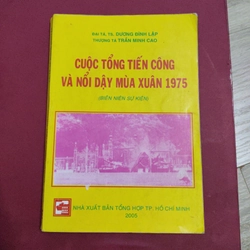 ĐẠI TÁ, TS. DƯƠNG ĐÌNH LẬP
THƯỢNG TÁ TRẦN MINH CAO
CUỘC TỔNG TIẾN CÔNG
VÀ NỔI DẬY MÙA XUÂN 1975
(BIÊN NIÊN SỰ KIỆN)
NHÀ XUẤT BẢN TỔNG HỢP TP. HỒ CHÍ MINH
2005